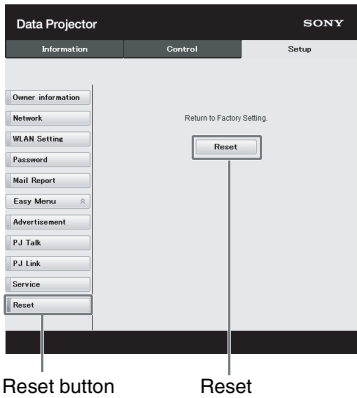 Data Projector SONY
Information Control Setup
Owner information
Network
WLAN Setting
Password
Mail Report
Easy Menu
Advertisement
PJ Talk
PJ Link
Service
Reset
Return to Factory Setting.
Reset
Reset button Reset